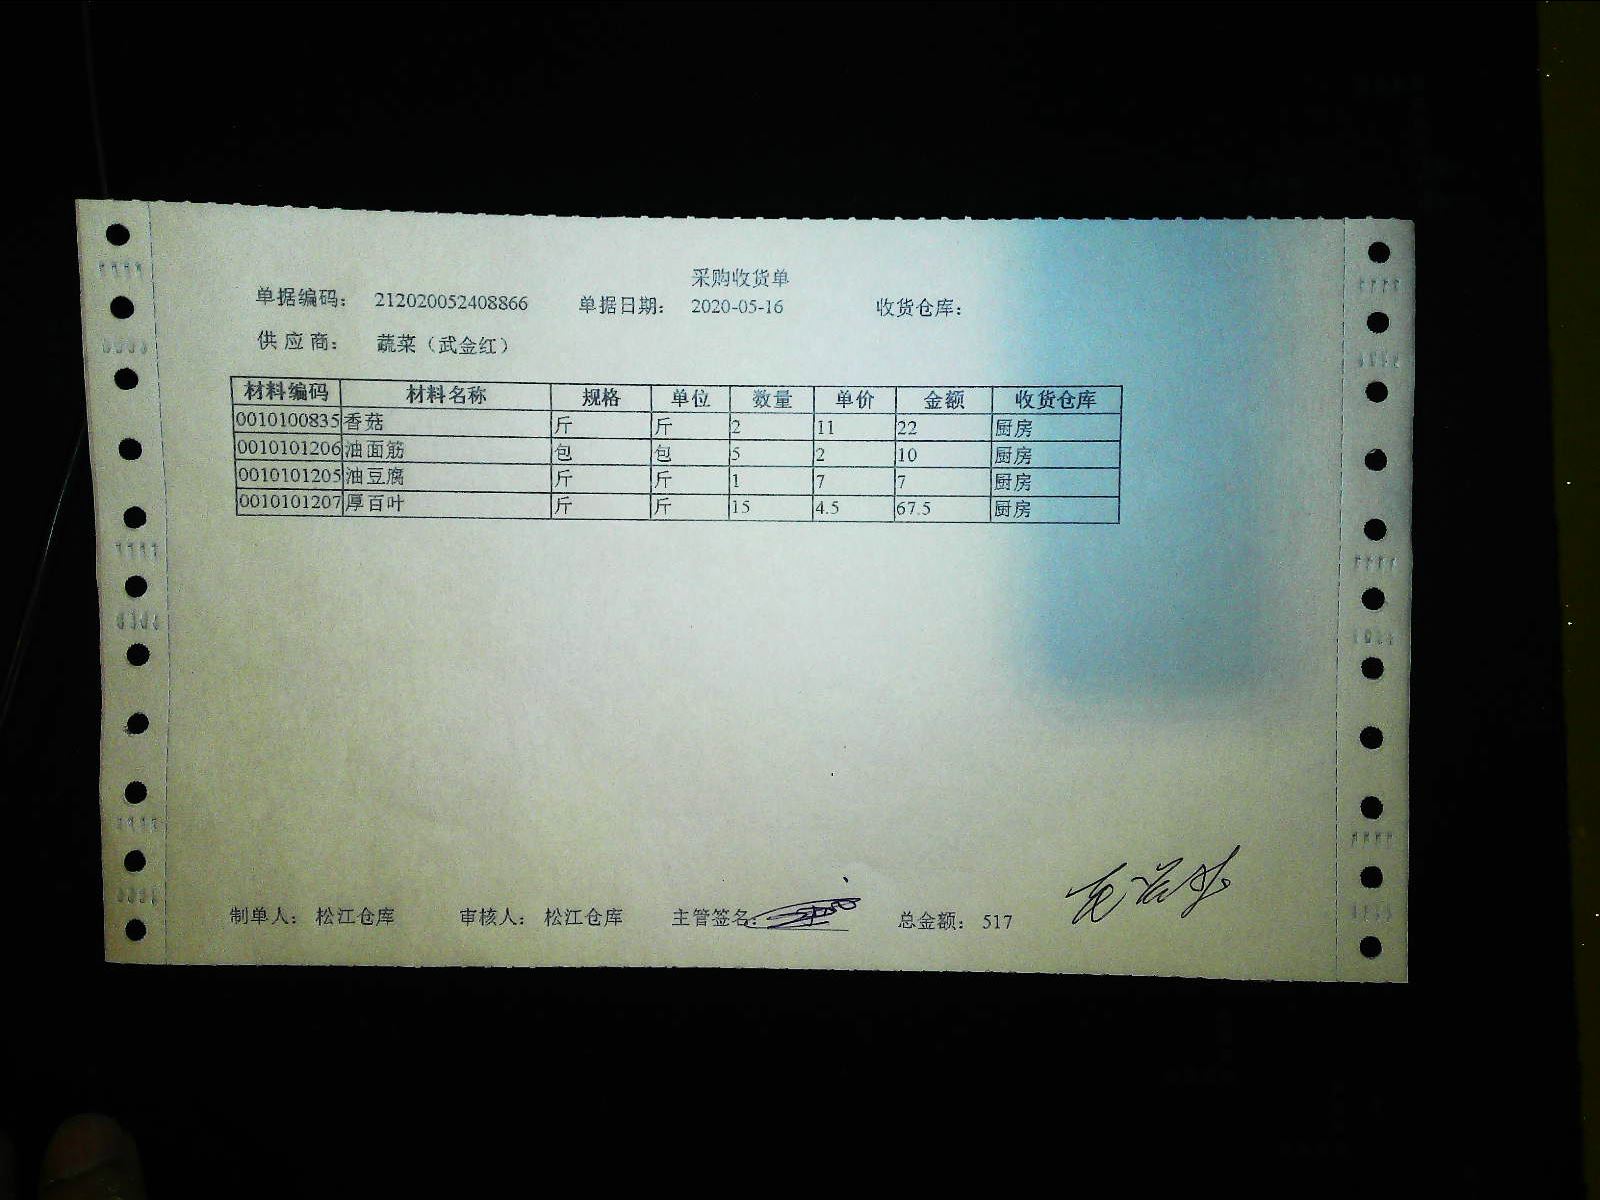 采购收货单
单据编码： 212020052408866 单据日期： 2020-05-16 收货仓库：
供应商： 蔬菜（武金红）
材料编码 材料名称 规格 单位 数量 单价 金额 收货仓库
0010100835 香菇 斤 斤 2 11 22 厨房
0010101206 油面筋 包 包 5 2 10 厨房
0010101205 油豆腐 斤 斤 1 7 7 厨房
0010101207 厚百叶 斤 斤 15 4.5 67.5 厨房
制单人： 松江仓库 审核人： 松江仓库 主管签名： 总金额： 517